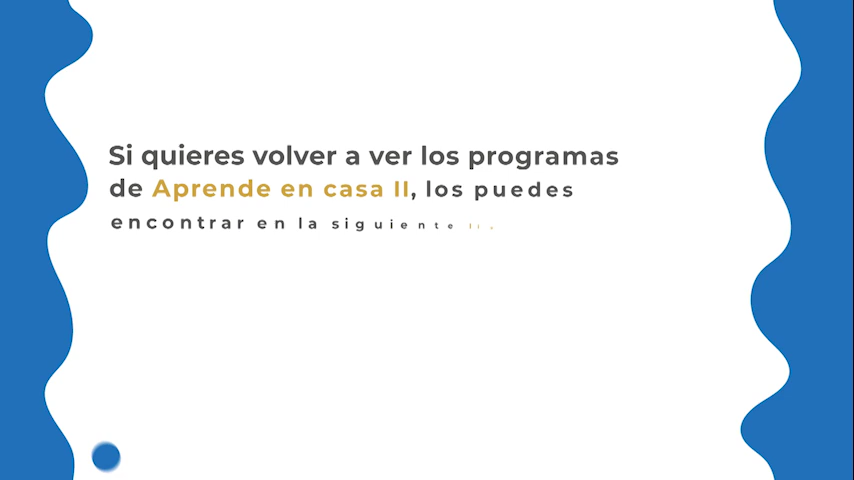 Si quieres volver a ver los programas
de Aprende en casa II, los puedes
encontrar en la siguiente